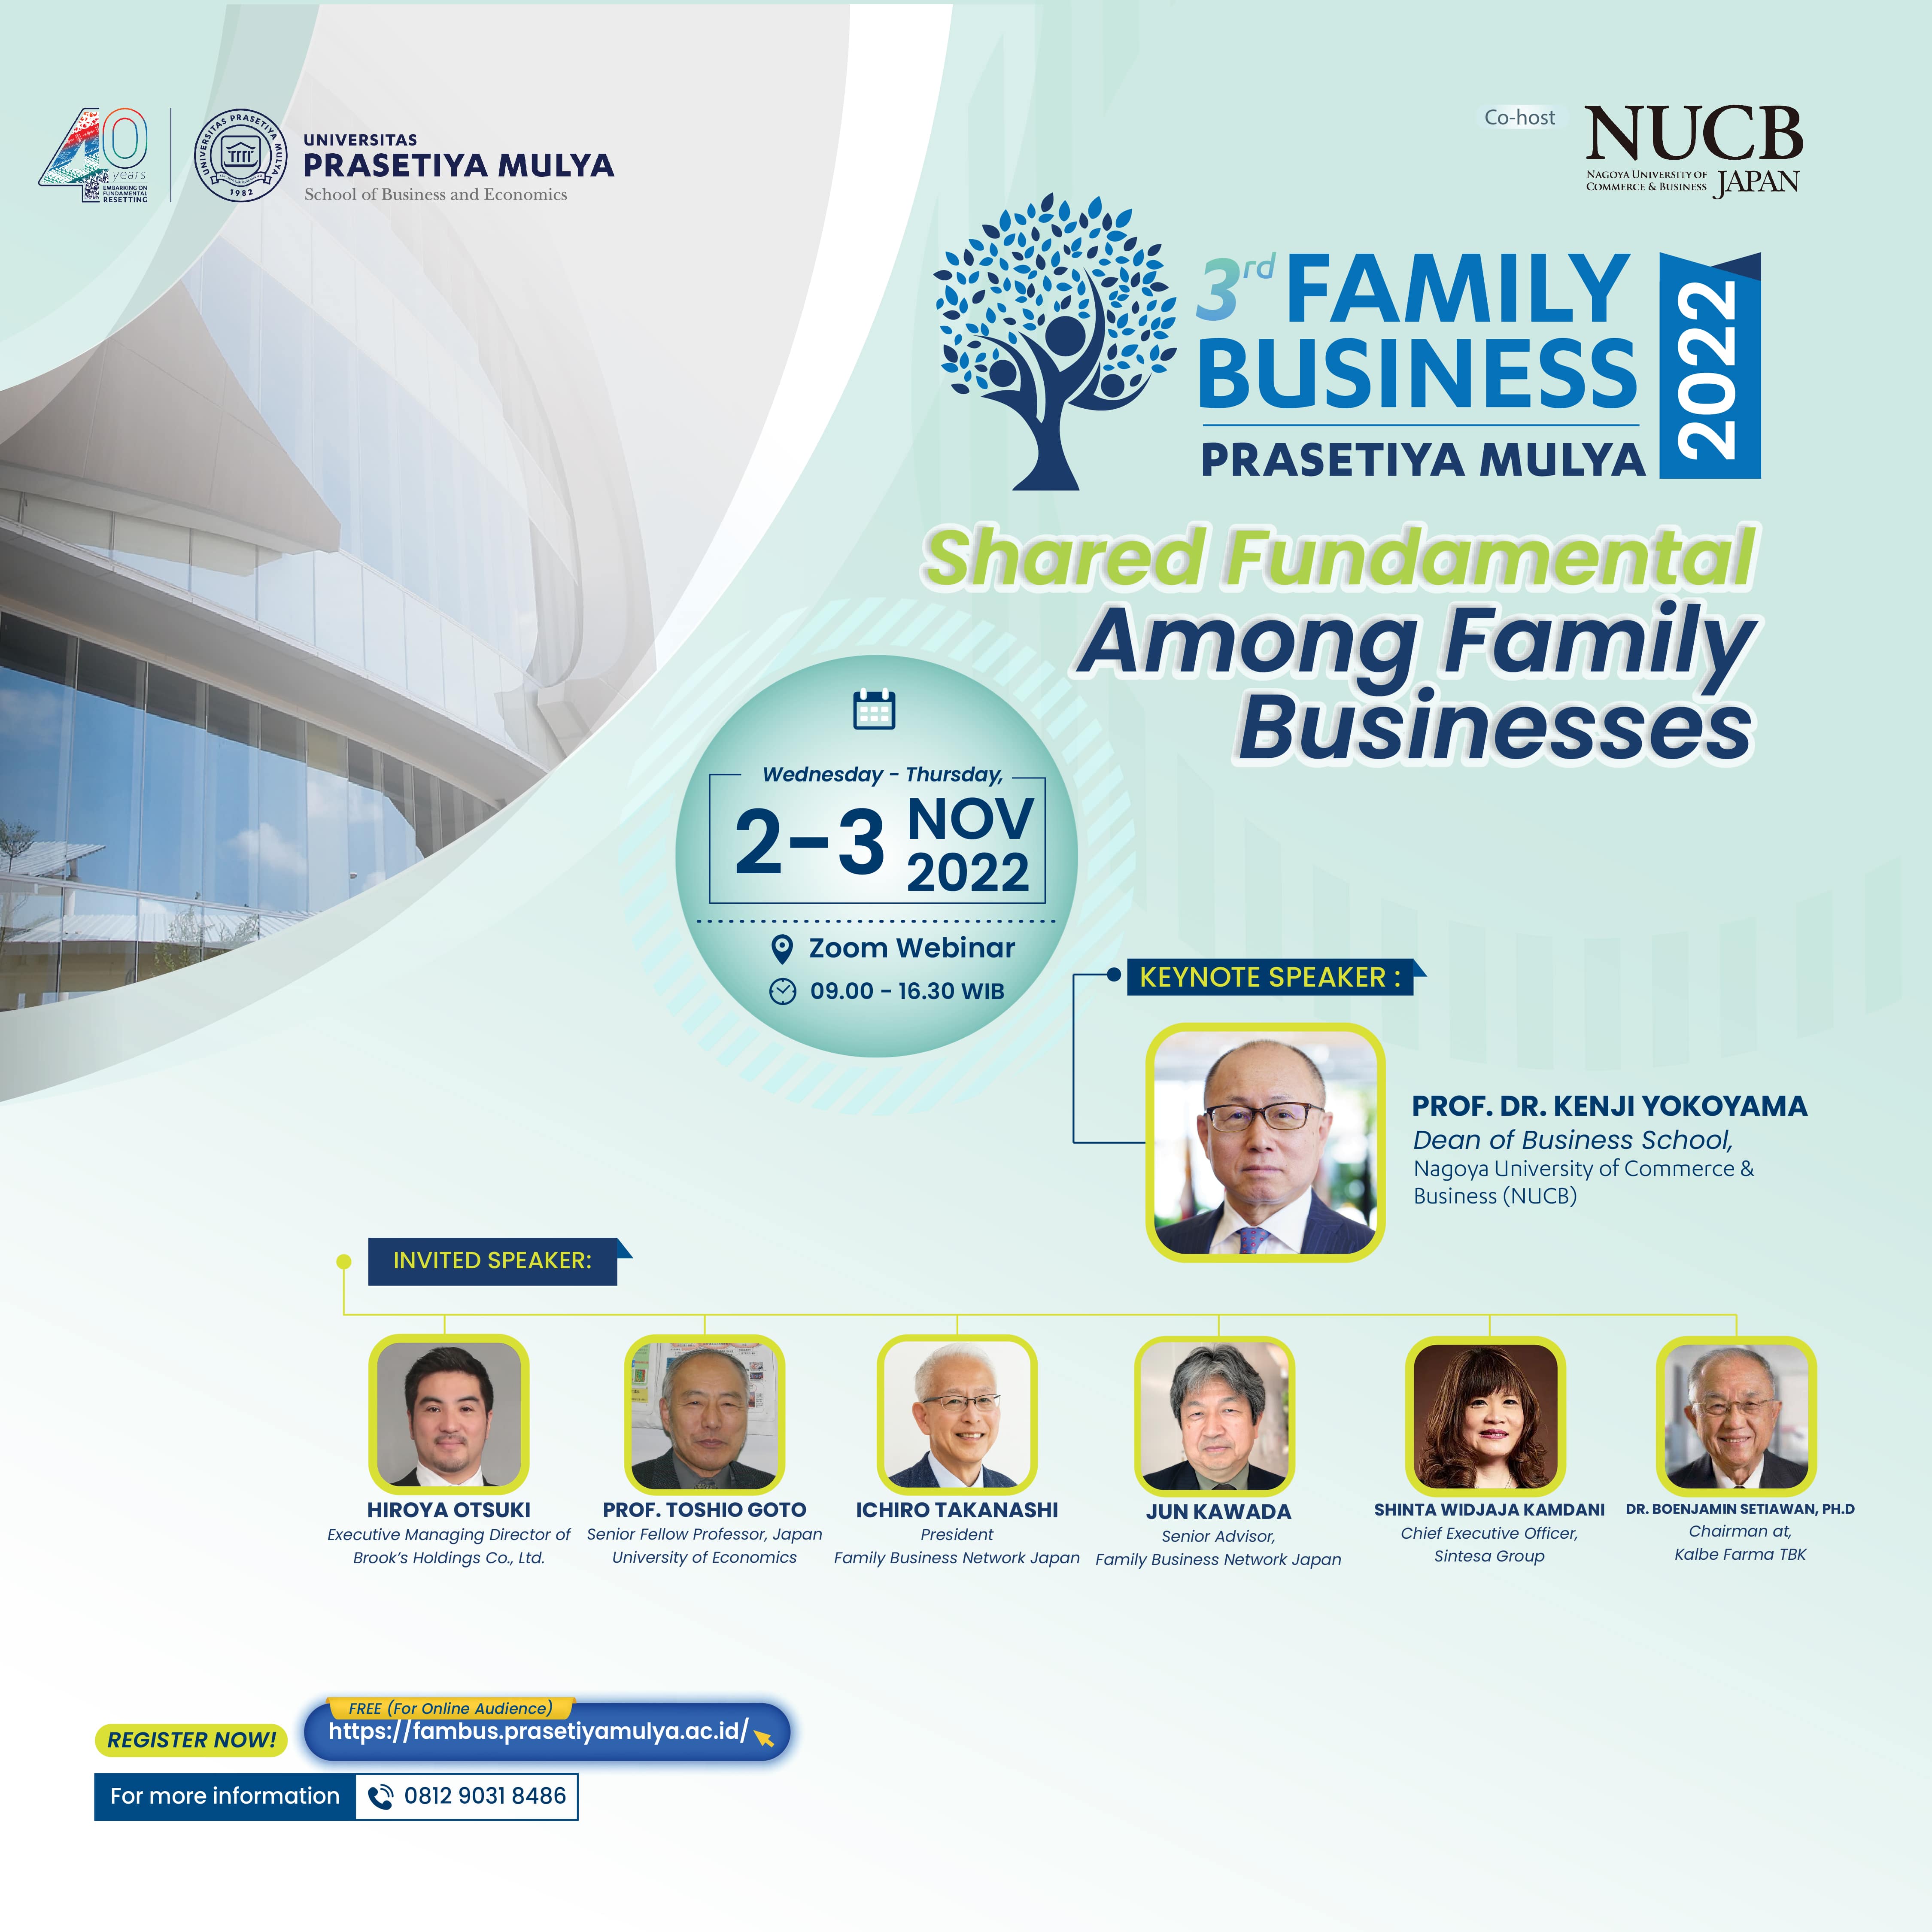 40 years
EMBARKING ON
FUNDAMENTAL
RESETTING
UNIVERSITAS PRASETIYA MULYA
1982
UNIVERSITAS
PRASETIYA MULYA
School of Business and Economics
Co-host
NUCB
NAGOYA UNIVERSITY OF
COMMERCE & BUSINESS
JAPAN
3rd FAMILY
BUSINESS
PRASETIYA MULYA
2022
Shared Fundamental
Among Family
Businesses
Wednesday - Thursday,
2-3 NOV
2022
Zoom Webinar
09.00 - 16.30 WIB
KEYNOTE SPEAKER :
PROF. DR. KENJI YOKOYAMA
Dean of Business School,
Nagoya University of Commerce &
Business (NUCB)
INVITED SPEAKER:
HIROYA OTSUKI
Executive Managing Director of
Brook's Holdings Co., Ltd.
PROF. TOSHIO GOTO
Senior Fellow Professor, Japan
University of Economics
ICHIRO TAKANASHI
President
Family Business Network Japan
JUN KAWADA
Senior Advisor,
Family Business Network Japan
SHINTA WIDJAJA KAMDANI
Chief Executive Officer,
Sintesa Group
DR. BOENJAMIN SETIAWAN, PH.D
Chairman at,
Kalbe Farma TBK
REGISTER NOW!
FREE (For Online Audience)
https://fambus.prasetiyamulya.ac.id/
For more information
0812 9031 8486